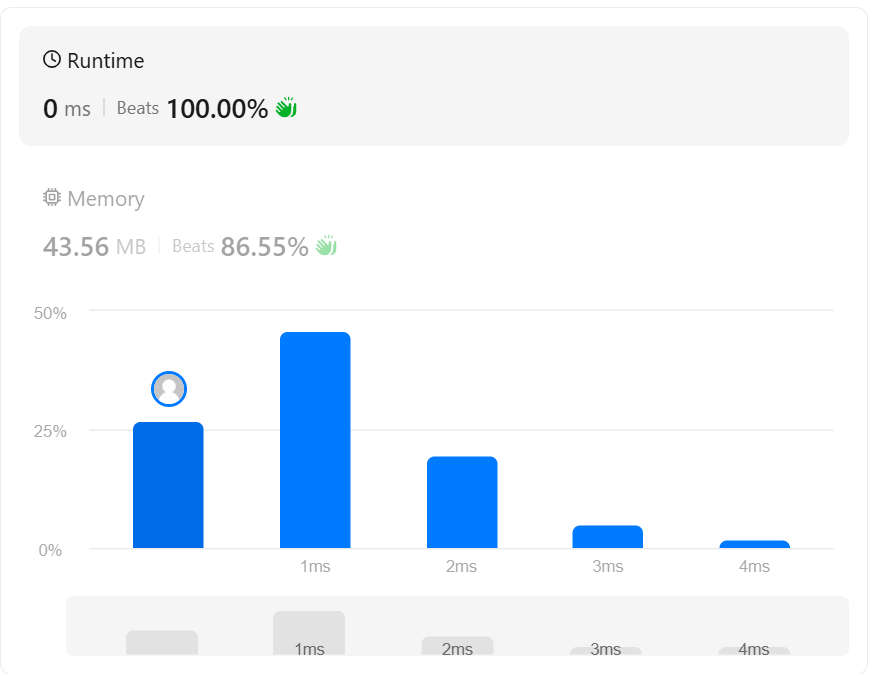 Runtime
0 ms | Beats 100.00%
Memory
43.56 MB | Beats 86.55%
50%
25%
0%
1ms 2ms 3ms 4ms
1ms 2ms 3ms 4ms